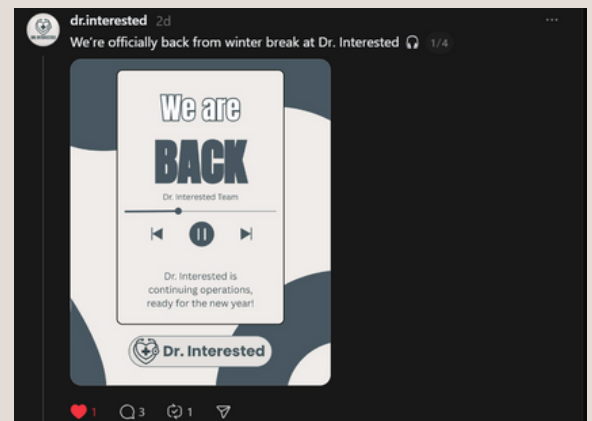 dr.interested 2d
We're officially back from winter break at Dr. Interested 🎧 1/4
We are
BACK
Dr. Interested Team
Dr. Interested is
continuing operations,
ready for the new year!
Dr. Interested
1 3 1